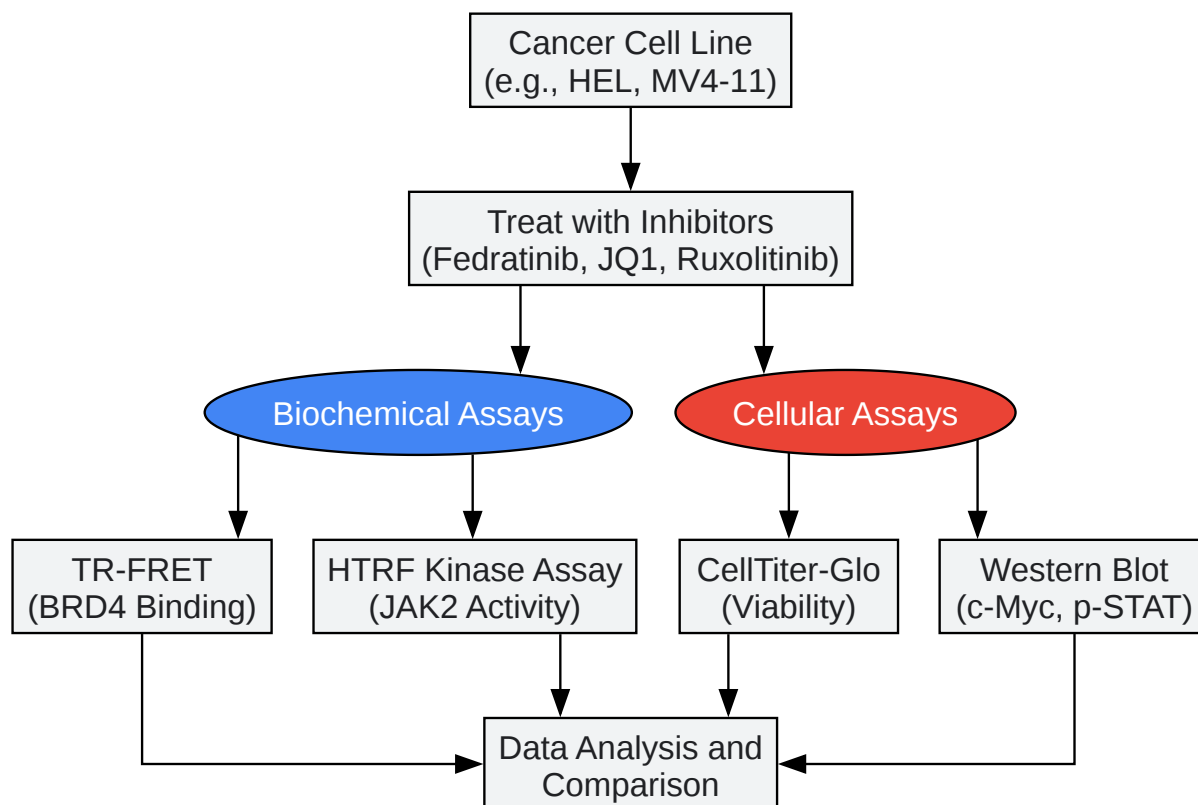 Cancer Cell Line
(e.g., HEL, MV4-11)
Treat with Inhibitors
(Fedratinib, JQ1, Ruxolitinib)
Biochemical Assays
Cellular Assays
TR-FRET
(BRD4 Binding)
HTRF Kinase Assay
(JAK2 Activity)
CellTiter-Glo
(Viability)
Western Blot
(c-Myc, p-STAT)
Data Analysis and
Comparison